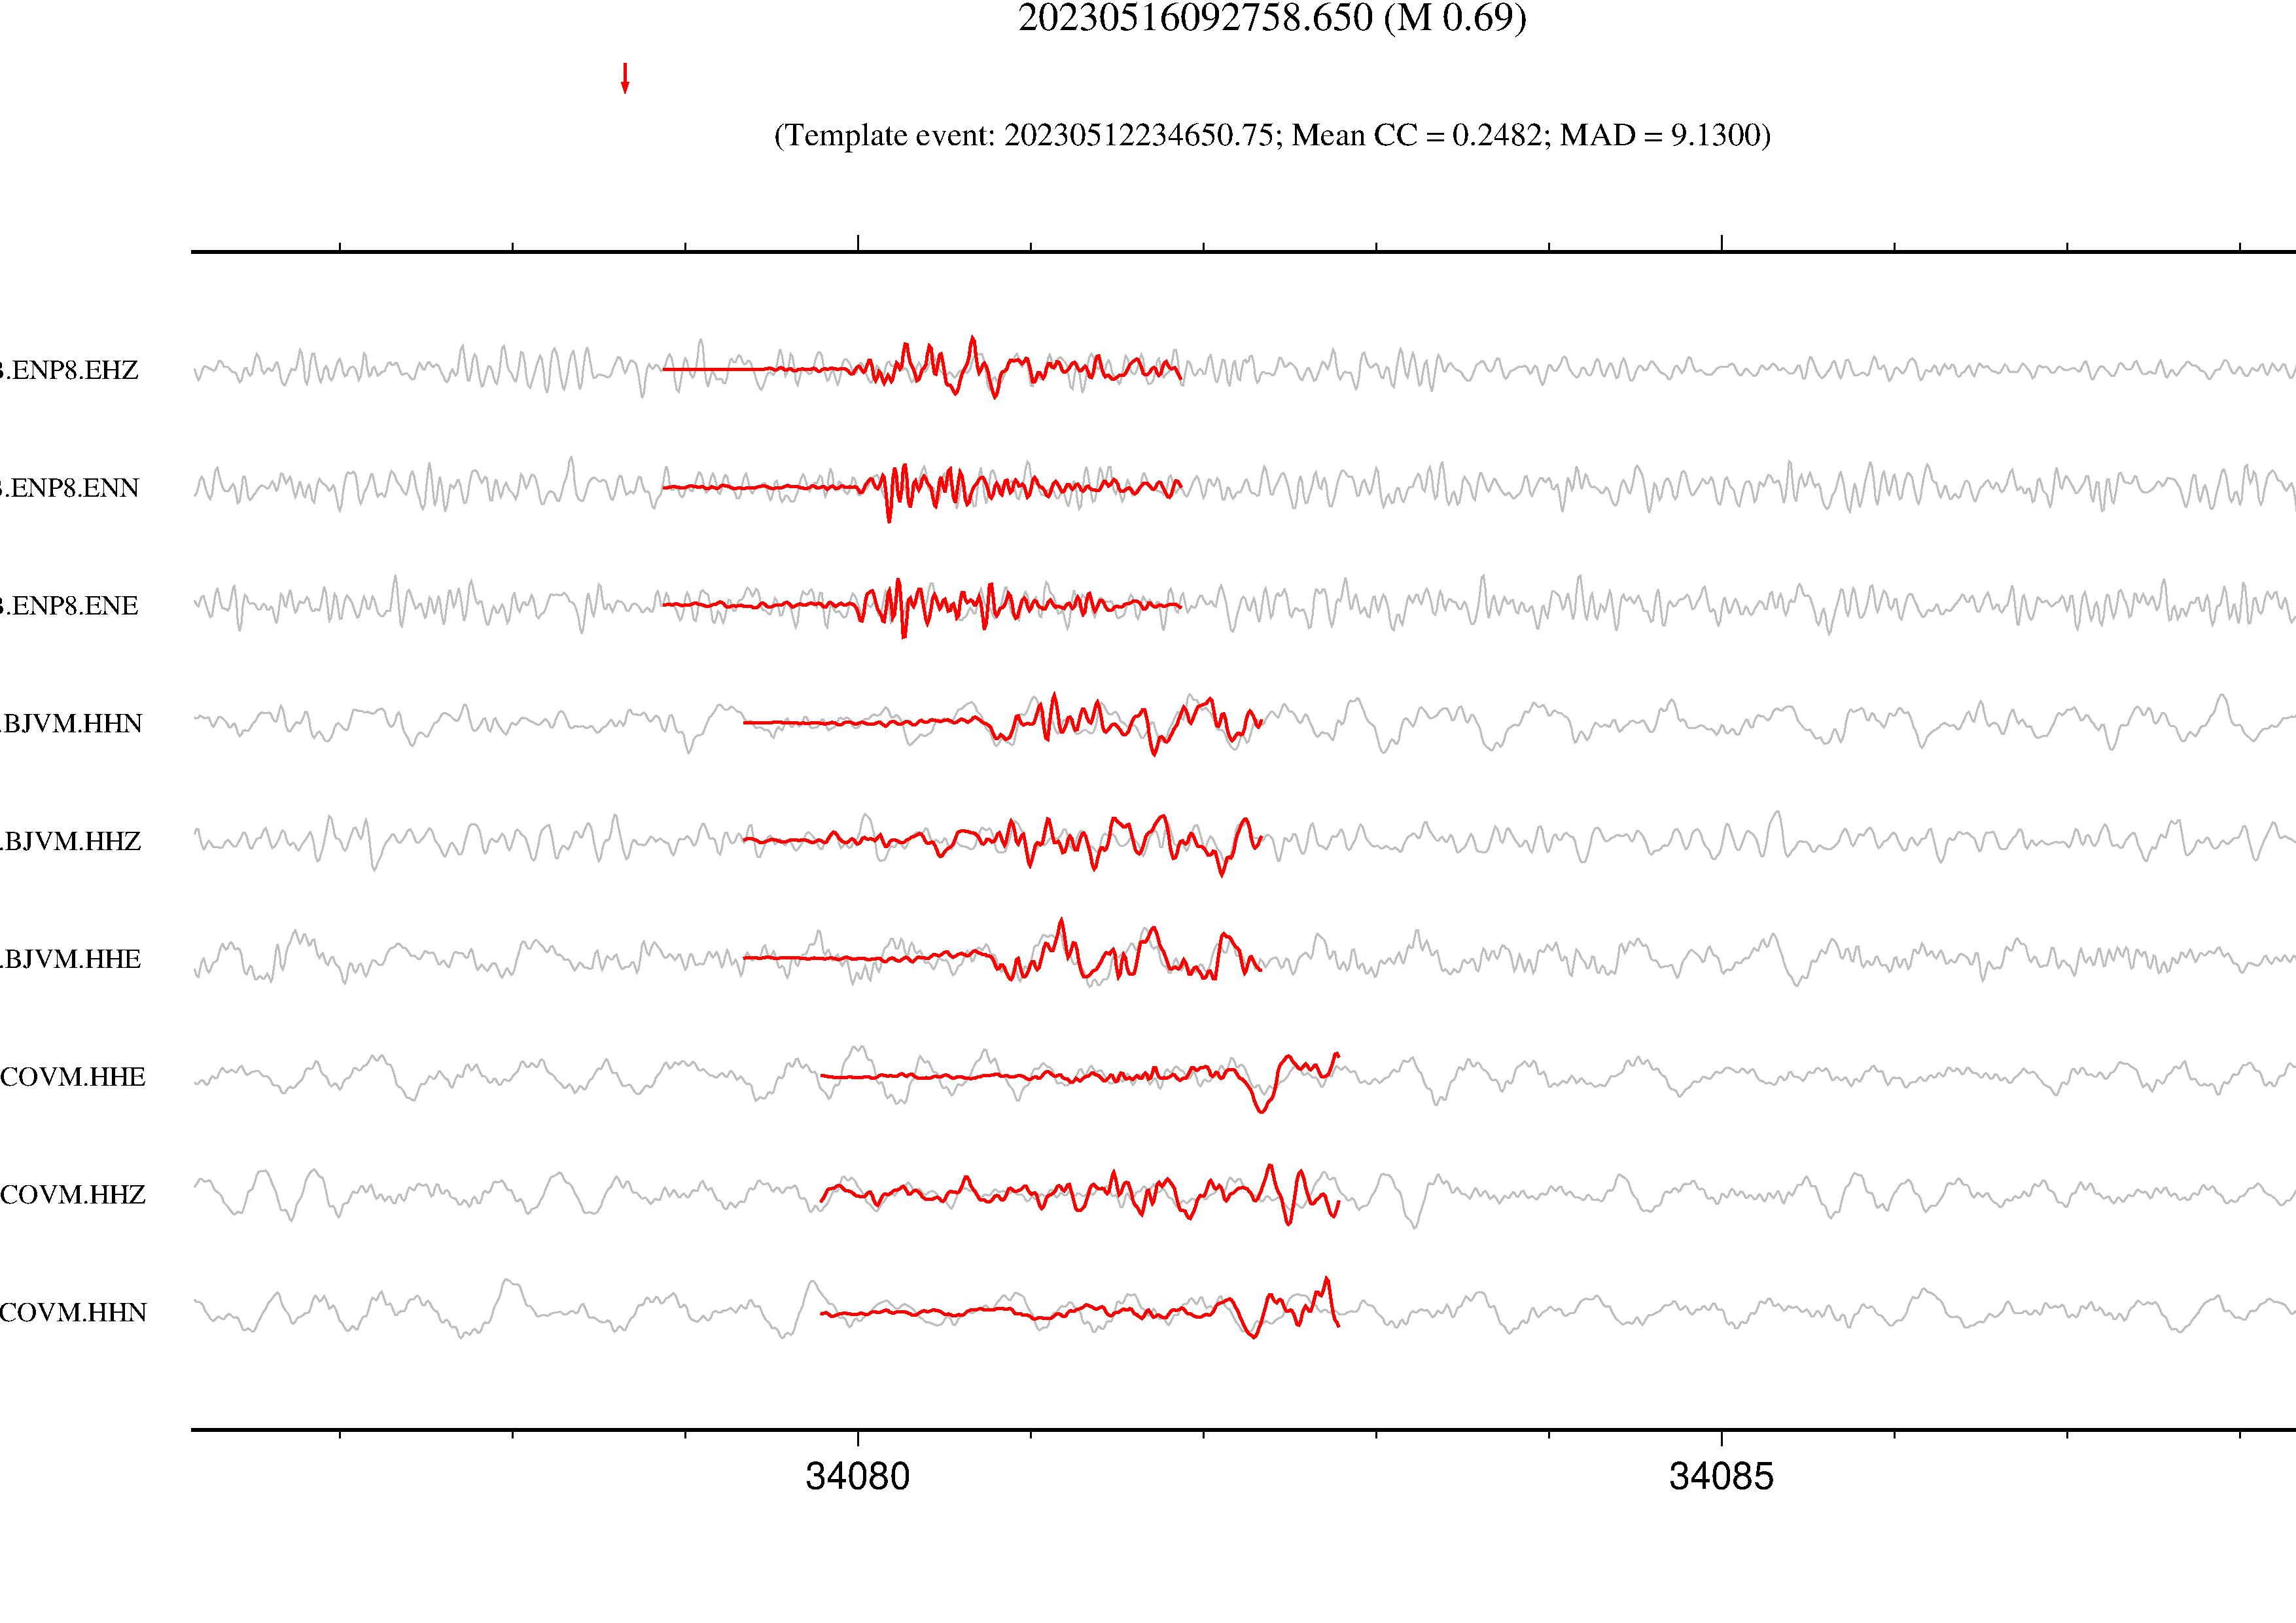 20230516092758.650 (M 0.69)
(Template event: 20230512234650.75; Mean CC = 0.2482; MAD = 9.1300)
.ENP8.EHZ
.ENP8.ENN
.ENP8.ENE
.BJVM.HHN
.BJVM.HHZ
.BJVM.HHE
COVM.HHE
COVM.HHZ
COVM.HHN
34080 34085